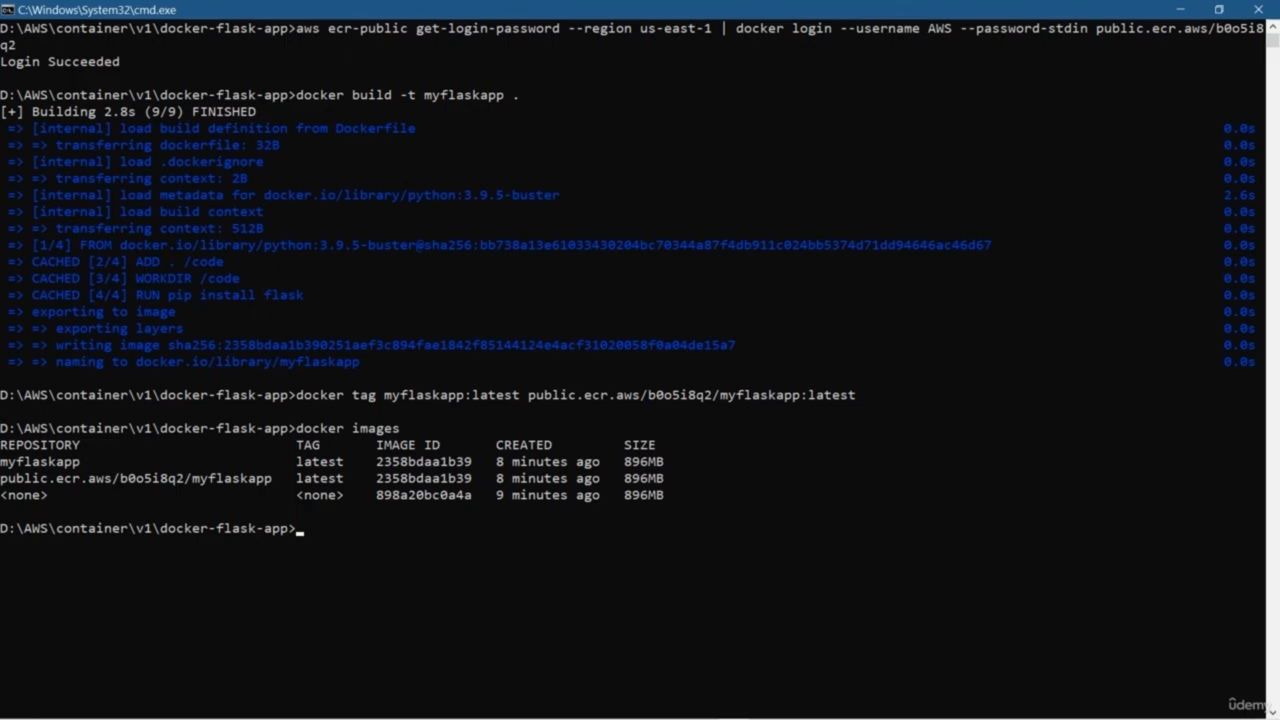 C:\Windows\System32\cmd.exe
D:\AWS\container\v1\docker-flask-app>aws ecr-public get-login-password --region us-east-1 | docker login --username AWS --password-stdin public.ecr.aws/b0o5i8
q2
Login Succeeded
D:\AWS\container\v1\docker-flask-app>docker build -t myflaskapp .
[+] Building 2.8s (9/9) FINISHED
=> [internal] load build definition from Dockerfile 0.0s
=> => transferring dockerfile: 32B 0.0s
=> [internal] load .dockerignore 0.0s
=> => transferring context: 2B 0.0s
=> [internal] load metadata for docker.io/library/python:3.9.5-buster 2.6s
=> [internal] load build context 0.0s
=> => transferring context: 512B 0.0s
=> [1/4] FROM docker.io/library/python:3.9.5-buster@sha256:bb738a13e61033430204bc70344a87f4db911c024bb5374d71dd94646ac46d67 0.0s
=> CACHED [2/4] ADD . /code 0.0s
=> CACHED [3/4] WORKDIR /code 0.0s
=> CACHED [4/4] RUN pip install flask 0.0s
=> exporting to image 0.0s
=> => exporting layers 0.0s
=> => writing image sha256:2358bdaa1b390251aef3c894fae1842f85144124e4acf31020058f0a04de15a7 0.0s
=> => naming to docker.io/library/myflaskapp 0.0s
D:\AWS\container\v1\docker-flask-app>docker tag myflaskapp:latest public.ecr.aws/b0o5i8q2/myflaskapp:latest
D:\AWS\container\v1\docker-flask-app>docker images
REPOSITORY TAG IMAGE ID CREATED SIZE
myflaskapp latest 2358bdaa1b39 8 minutes ago 896MB
public.ecr.aws/b0o5i8q2/myflaskapp latest 2358bdaa1b39 8 minutes ago 896MB
<none> <none> 898a20bc0a4a 9 minutes ago 896MB
D:\AWS\container\v1\docker-flask-app>
ûdemy